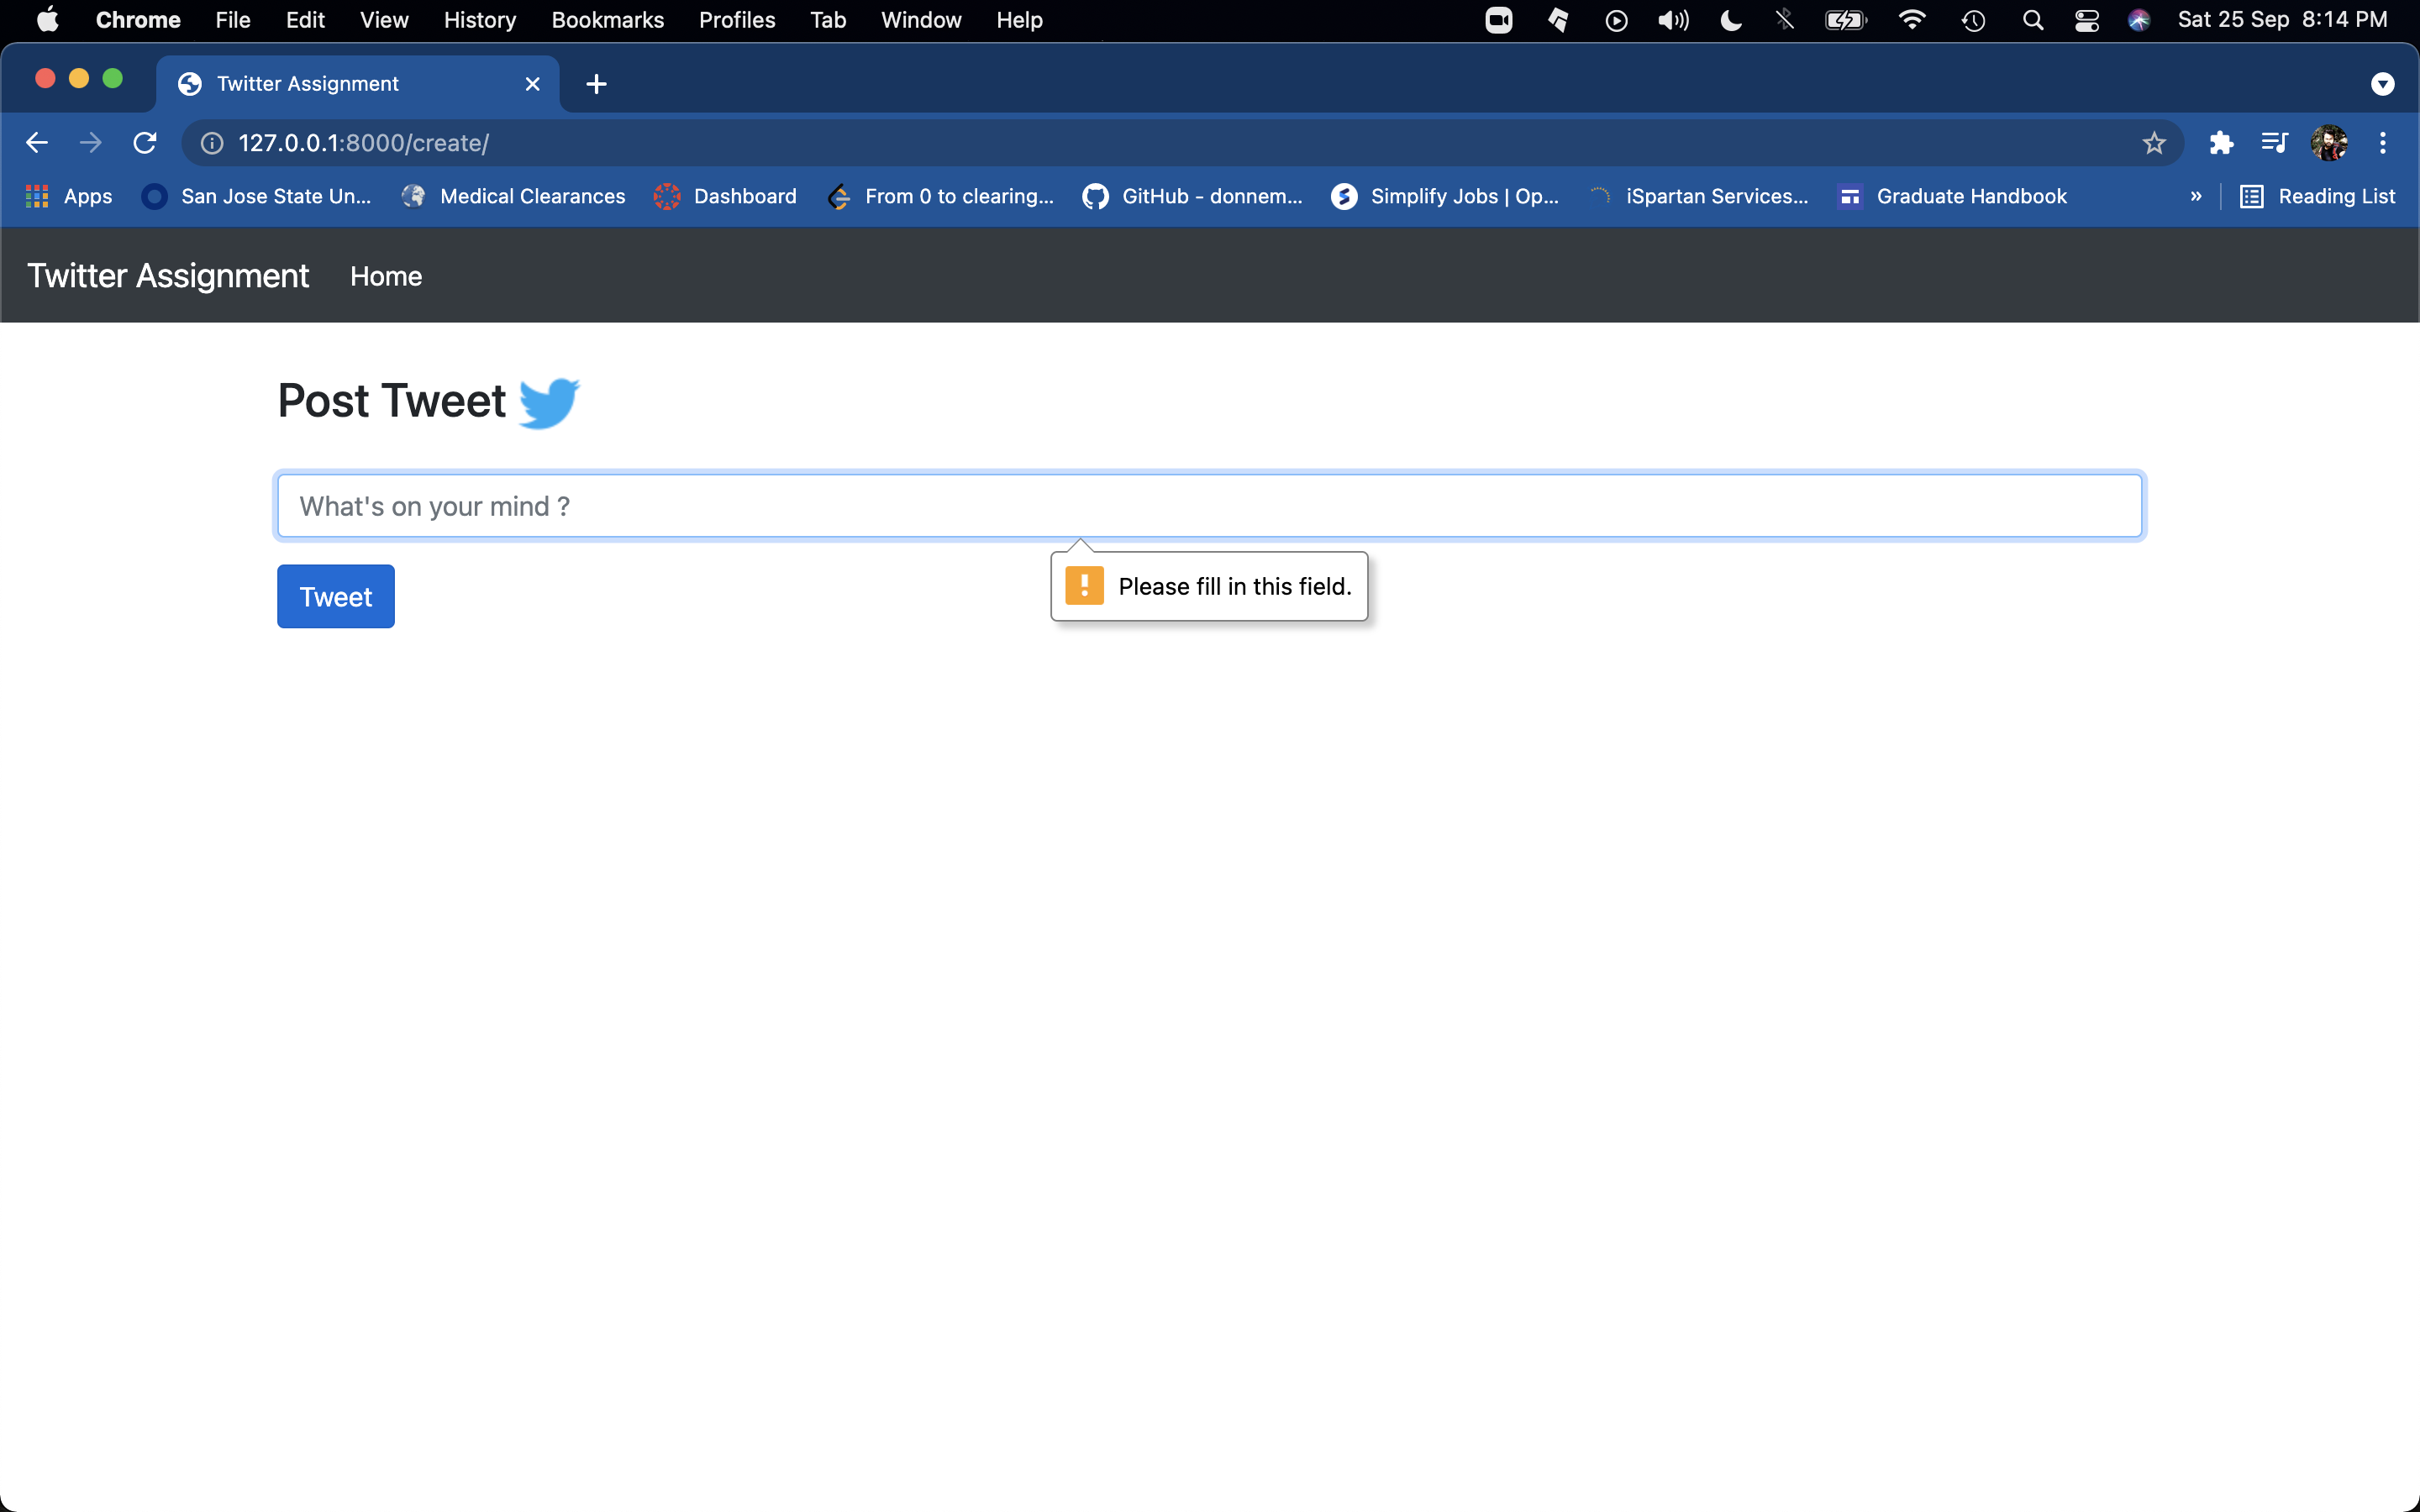 Chrome File Edit View History Bookmarks Profiles Tab Window Help Sat 25 Sep 8:14 PM
Twitter Assignment
127.0.0.1:8000/create/
Apps San Jose State Un... Medical Clearances Dashboard From 0 to clearing... GitHub - donnem... Simplify Jobs | Op... iSpartan Services... Graduate Handbook » Reading List
Twitter Assignment Home
Post Tweet
What's on your mind ?
Please fill in this field.
Tweet